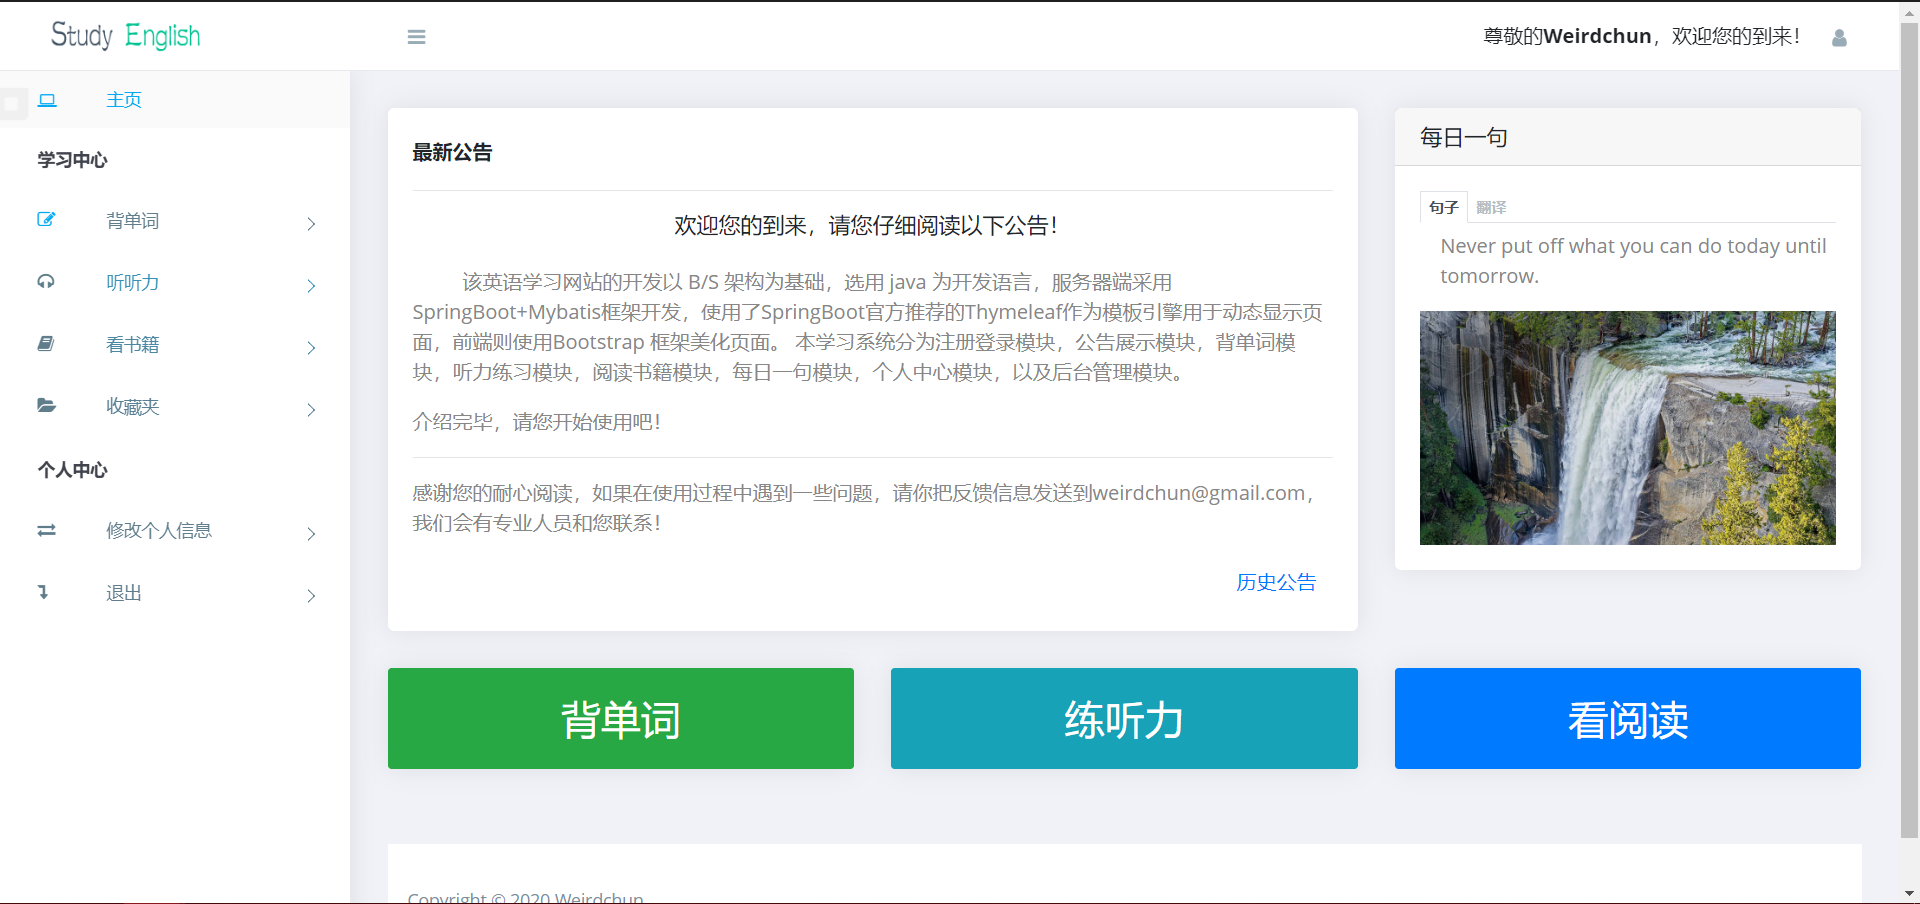 Study English
尊敬的Weirdchun，欢迎您的到来！
主页
学习中心
背单词
听听力
看书籍
收藏夹
个人中心
修改个人信息
退出
最新公告
欢迎您的到来，请您仔细阅读以下公告！
该英语学习网站的开发以 B/S 架构为基础，选用 java 为开发语言，服务器端采用
SpringBoot+Mybatis框架开发，使用了SpringBoot官方推荐的Thymeleaf作为模板引擎用于动态显示页
面，前端则使用Bootstrap 框架美化页面。 本学习系统分为注册登录模块，公告展示模块，背单词模
块，听力练习模块，阅读书籍模块，每日一句模块，个人中心模块，以及后台管理模块。
介绍完毕，请您开始使用吧！
感谢您的耐心阅读，如果在使用过程中遇到一些问题，请你把反馈信息发送到weirdchun@gmail.com，
我们会有专业人员和您联系！
历史公告
每日一句
句子 翻译
Never put off what you can do today until
tomorrow.
背单词
练听力
看阅读
Copyright © 2020 Weirdchun